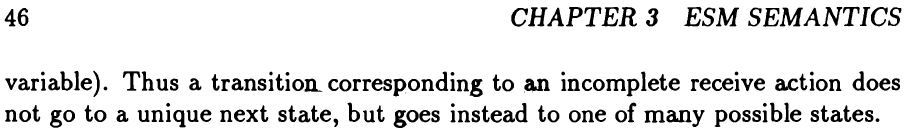 46 CHAPTER 3 ESM SEMANTICS
variable). Thus a transition corresponding to an incomplete receive action does
not go to a unique next state, but goes instead to one of many possible states.